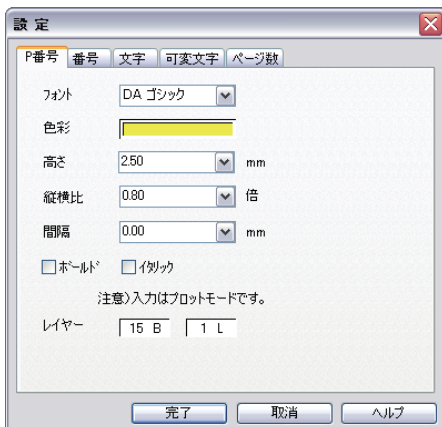 設 定
P番号 番号 文字 可変文字 ページ数
フォント DA ゴシック
色彩
高さ 2.50 mm
縦横比 0.80 倍
間隔 0.00 mm
ボールド イタリック
注意)入力はプロットモードです。
レイヤー 15 B 1 L
完了 取消 ヘルプ